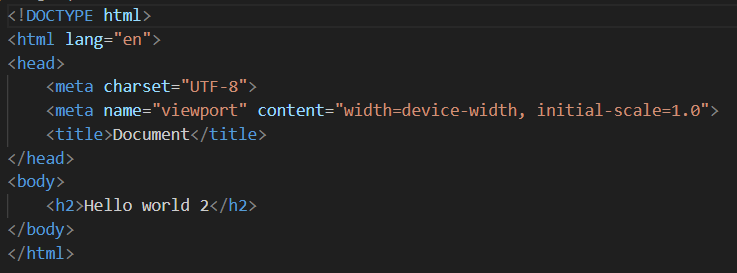 <!DOCTYPE html>
<html lang="en">
<head>
    <meta charset="UTF-8">
    <meta name="viewport" content="width=device-width, initial-scale=1.0">
    <title>Document</title>
</head>
<body>
    <h2>Hello world 2</h2>
</body>
</html>